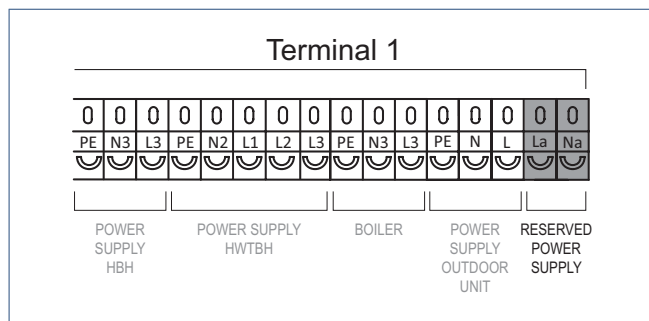 Terminal 1
0 0 0 0 0 0 0 0 0 0 0 0 0 0 0 0
PE N3 L3 PE N2 L1 L2 L3 PE N3 L3 PE N L La Na
POWER SUPPLY HBH
POWER SUPPLY HWTBH
BOILER
POWER SUPPLY OUTDOOR UNIT
RESERVED POWER SUPPLY